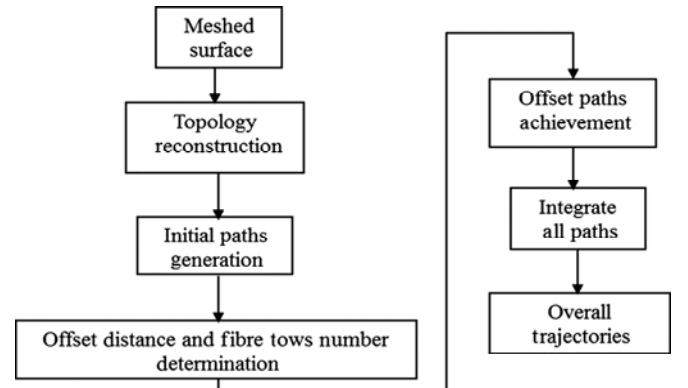 Meshed
surface
Topology
reconstruction
Initial paths
generation
Offset distance and fibre tows number
determination
Offset paths
achievement
Integrate
all paths
Overall
trajectories